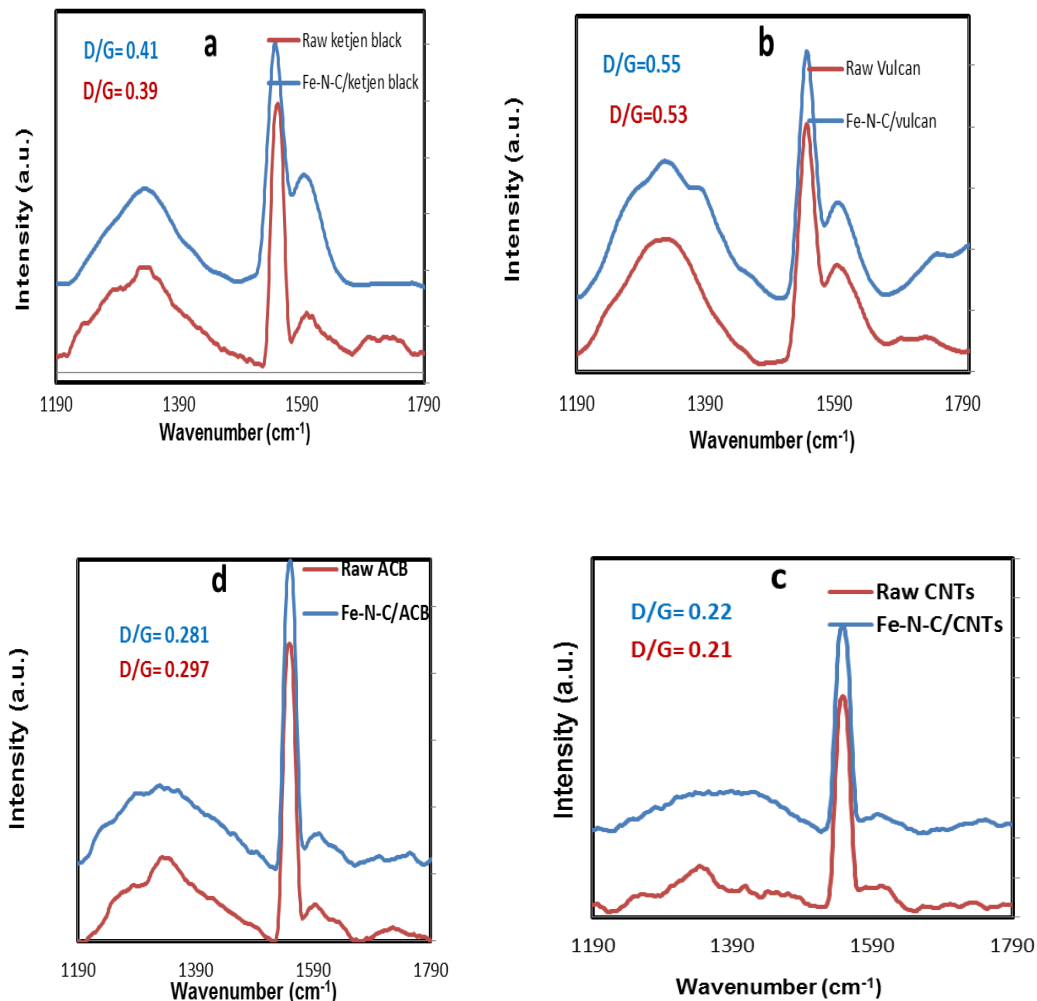 a
D/G= 0.41
D/G= 0.39
Raw ketjen black
Fe-N-C/ketjen black
Intensity (a.u.)
1190 1390 1590 1790
Wavenumber (cm⁻¹)
b
D/G=0.55
D/G=0.53
Raw Vulcan
Fe-N-C/vulcan
Intensity (a.u.)
1190 1390 1590 1790
Wavenumber (cm⁻¹)
d
D/G= 0.281
D/G= 0.297
Raw ACB
Fe-N-C/ACB
Intensity (a.u.)
1190 1390 1590 1790
Wavenumber (cm⁻¹)
c
D/G= 0.22
D/G= 0.21
Raw CNTs
Fe-N-C/CNTs
Intensity (a.u.)
1190 1390 1590 1790
Wavenumber (cm⁻¹)